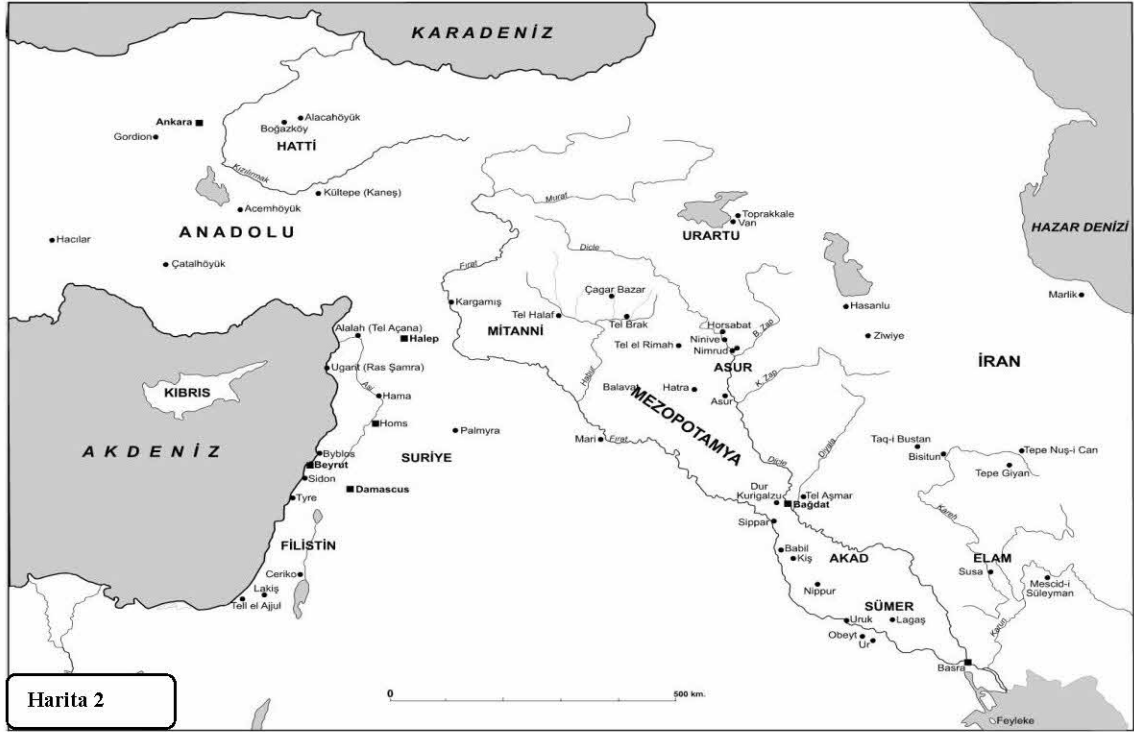 KARADENİZ
Ankara
Alacahöyük
Boğazköy
Gordion
HATTİ
Kızılırmak
Kültepe (Kaneş)
Acemhöyük
ANADOLU
Hacılar
Çatalhöyük
Murat
Toprakkale
Van
URARTU
HAZAR DENİZİ
Dicle
Fırat
Kargamış
Çagar Bazar
Tel Halaf
Tel Brak
MİTANNİ
Hasanlu
Marlik
Ziwiye
İRAN
Alalah (Tel Açana)
Halep
Horsabat
B. Zap
Ninive
Nimrud
Tel el Rimah
ASUR
Ugarit (Ras Şamra)
Asi
Habur
K. Zap
KIBRIS
Hama
Balavat
Hatra
Asur
MEZOPOTAMYA
Homs
Palmyra
Mari
Fırat
AKDENİZ
Byblos
Beyrut
SURİYE
Sidon
Damascus
Tyre
Dicle
Diyala
Taq-i Bustan
Bisitun
Tepe Nuş-i Can
Tepe Giyan
Dur
Kurigalzu
Tel Aşmar
Bağdat
Kareh
Sippar
FİLİSTİN
Babil
Kiş
AKAD
ELAM
Susa
Mescid-i
Süleyman
Ceriko
Lakiş
Tell el Ajjul
Nippur
SÜMER
Uruk
Lagaş
Obeyt
Ur
Karun
Basra
Harita 2
0
500 km.
Feyleke